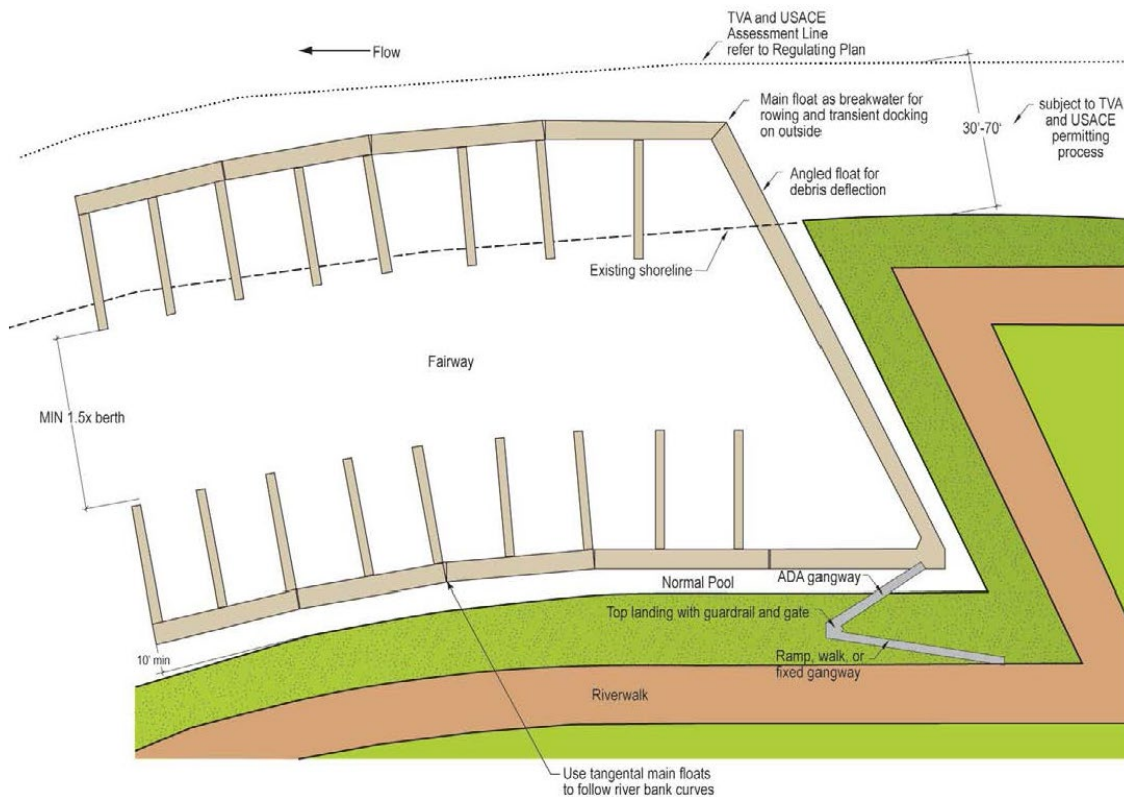 TVA and USACE
Assessment Line
refer to Regulating Plan
Flow
Main float as breakwater for
rowing and transient docking
on outside
30'-70'
subject to TVA
and USACE
permitting
process
Angled float for
debris deflection
Existing shoreline
Fairway
MIN 1.5x berth
Normal Pool
ADA gangway
Top landing with guardrail and gate
10' min
Ramp, walk, or
fixed gangway
Riverwalk
Use tangental main floats
to follow river bank curves